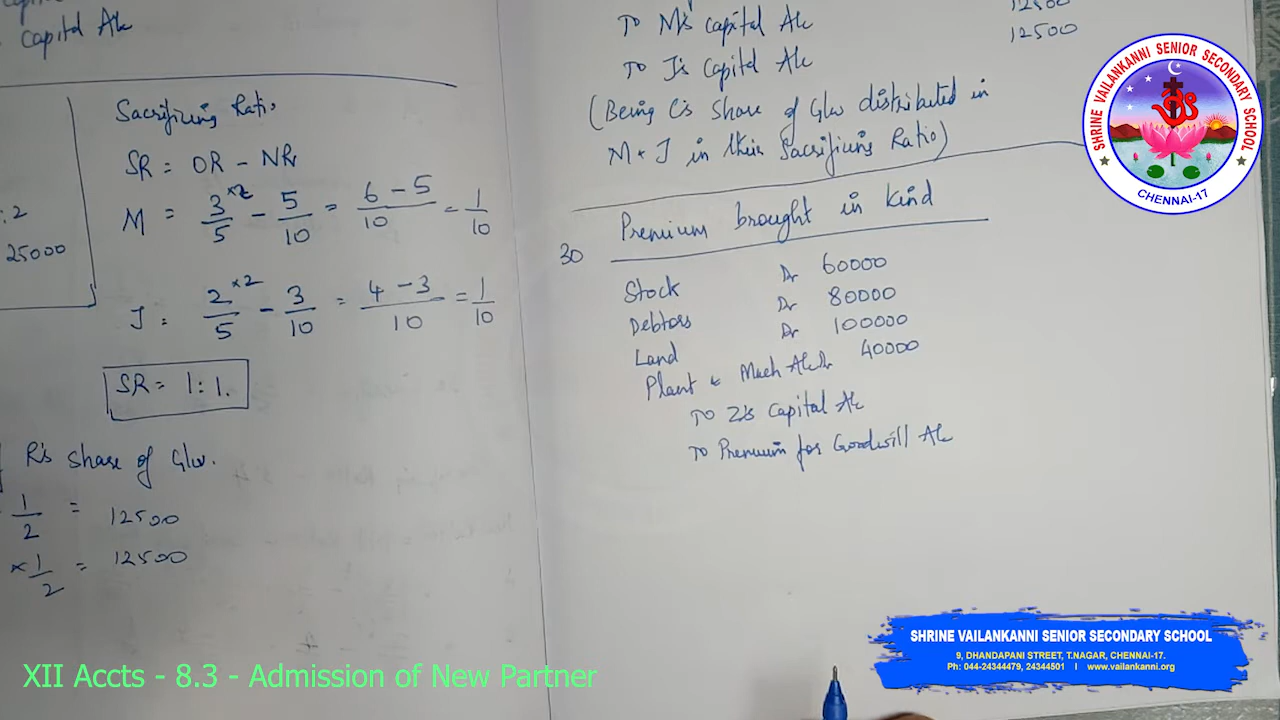 Capital A/c
Sacrificing Ratio
SR = OR - NR
M = 3/5 ×2 - 5/10 = 6 - 5/10 = 1/10
J = 2/5 ×2 - 3/10 = 4 - 3/10 = 1/10
SR = 1:1.
:2
25000
R's share of G/w.
1/2 = 12500
× 1/2 = 12500
12500
To M's capital A/c 12500
To J's Capital A/c
(Being C's share of G/w distributed in
M & J in their Sacrificing Ratio)
Premium brought in kind
30
Stock Dr 60000
Debtors Dr 80000
Land Dr 100000
Plant & Mach A/c Dr 40000
To Z's Capital A/c
To Premium for Goodwill A/c
SHRINE VAILANKANNI SENIOR SECONDARY SCHOOL
CHENNAI-17
SHRINE VAILANKANNI SENIOR SECONDARY SCHOOL
9, DHANDAPANI STREET, T.NAGAR, CHENNAI-17.
Ph: 044-24344479, 24344501 I www.vailankanni.org
XII Accts - 8.3 - Admission of New Partner